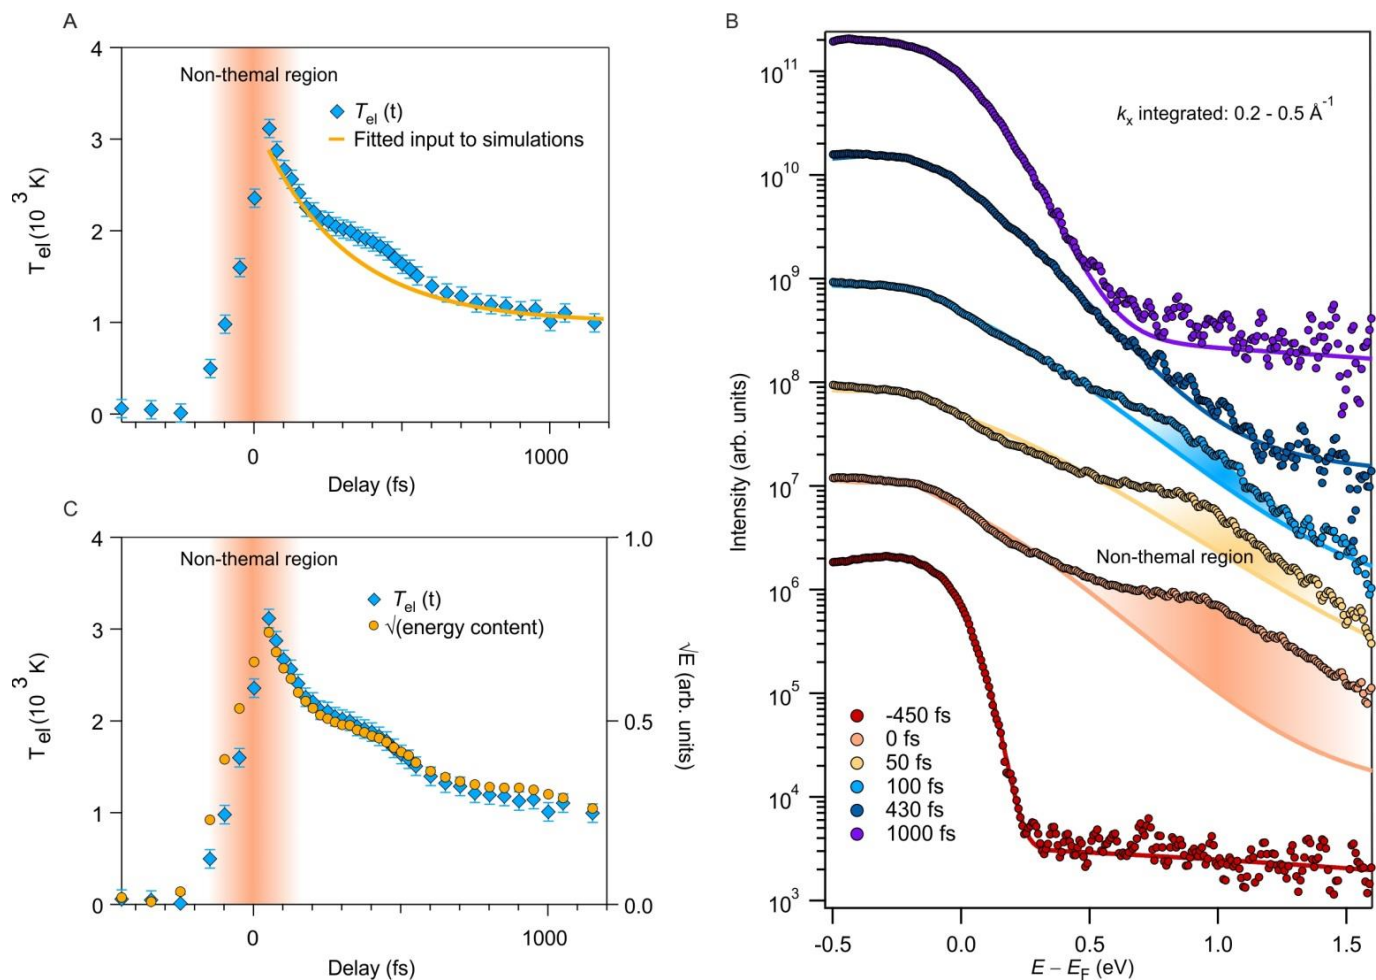 A
4
3
2
1
0
T_el (10^3 K)
Non-themal region
T_el (t)
Fitted input to simulations
0
1000
Delay (fs)
B
10^11
10^10
10^9
10^8
10^7
10^6
10^5
10^4
10^3
Intensity (arb. units)
k_x integrated: 0.2 - 0.5 Å^-1
Non-themal region
-450 fs
0 fs
50 fs
100 fs
430 fs
1000 fs
-0.5
0.0
0.5
1.0
1.5
E − E_F (eV)
C
4
3
2
1
0
T_el (10^3 K)
Non-themal region
T_el (t)
√(energy content)
1.0
0.5
0.0
√E (arb. units)
0
1000
Delay (fs)